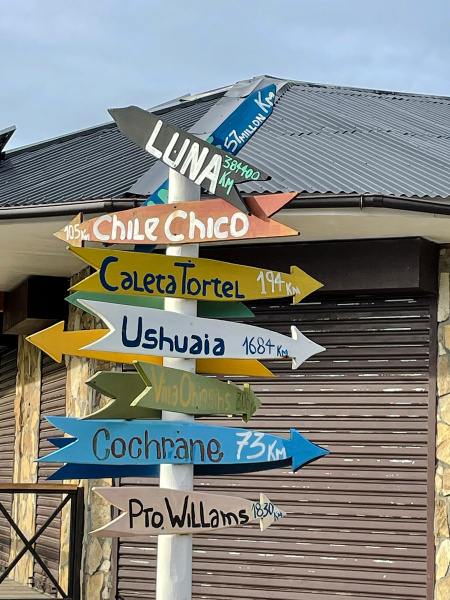 57 MILLON KM
LUNA 384400 KM
105 KM CHILE CHICO
CALETA TORTEL 194 KM
Ushuaia 1684 KM
Villa O'Higgins
COCHRANE 73 KM
Pto. WILLAMS 1830 KM